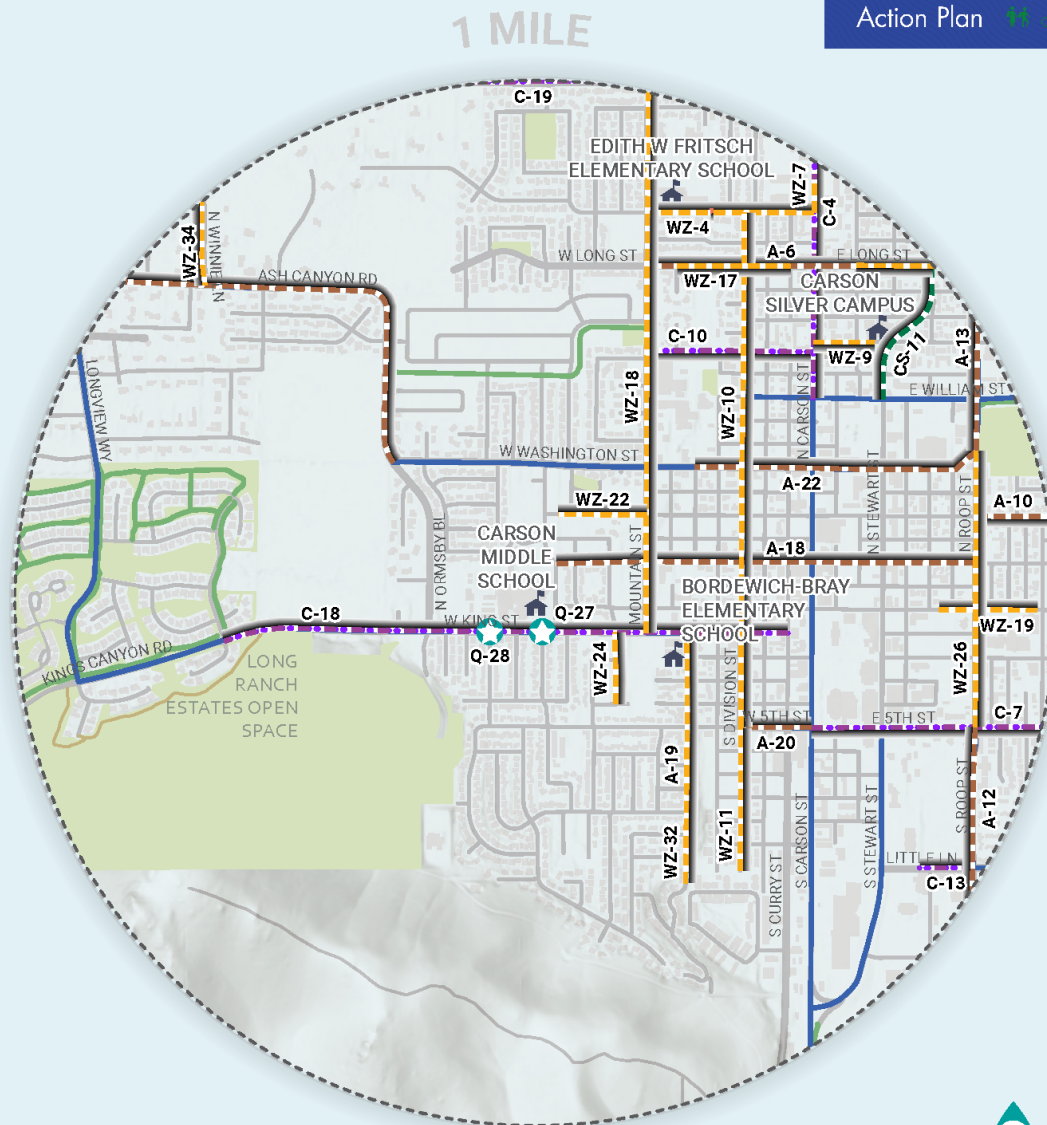 Action Plan
1 MILE
C-19
EDITH W FRITSCH
ELEMENTARY SCHOOL
WZ-7
C-4
WZ-34
N WINNIE LN
WZ-4
A-6
W LONG ST
E LONG ST
ASH CANYON RD
WZ-17
CARSON
SILVER CAMPUS
C-10
WZ-9
CS-11
A-13
LONGVIEW WY
WZ-18
WZ-10
N CARSON ST
E WILLIAM ST
W WASHINGTON ST
A-22
N STEWART ST
N ROOP ST
WZ-22
A-10
CARSON
MIDDLE
SCHOOL
N ORMSBY BL
MOUNTAIN ST
A-18
BORDEWICH-BRAY
ELEMENTARY
SCHOOL
C-18
W KING ST
Q-27
Q-28
WZ-19
KINGS CANYON RD
LONG
RANCH
ESTATES OPEN
SPACE
WZ-24
S DIVISION ST
WZ-26
W 5TH ST
E 5TH ST
C-7
A-20
A-19
S ROOP ST
A-12
WZ-32
WZ-11
S CURRY ST
S CARSON ST
S STEWART ST
LITTLE LN
C-13